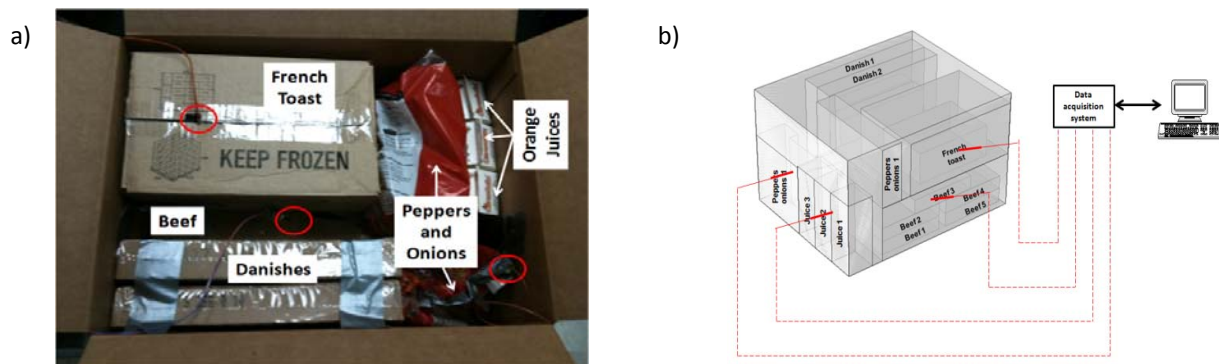 a)
French
Toast
KEEP FROZEN
Orange
Juices
Beef
Danishes
Peppers
and
Onions
b)
Danish 1
Danish 2
Data
acquisition
system
French
toast
Peppers
onions 1
Peppers
Juice 3
Juice 2
Juice 1
Beef 3
Beef 4
Beef 2
Beef 5
Beef 1